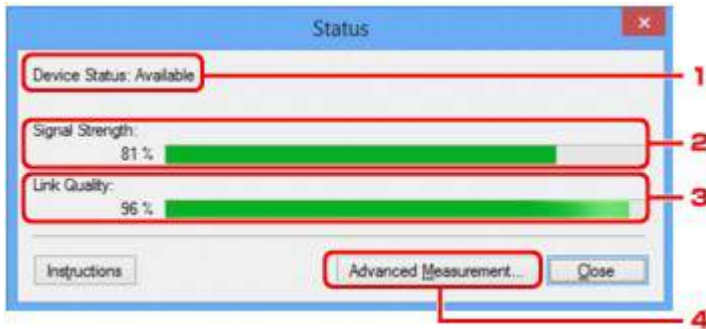 Status
Device Status: Available
1
Signal Strength:
81 %
2
Link Quality:
96 %
3
Instructions
Advanced Measurement...
Close
4